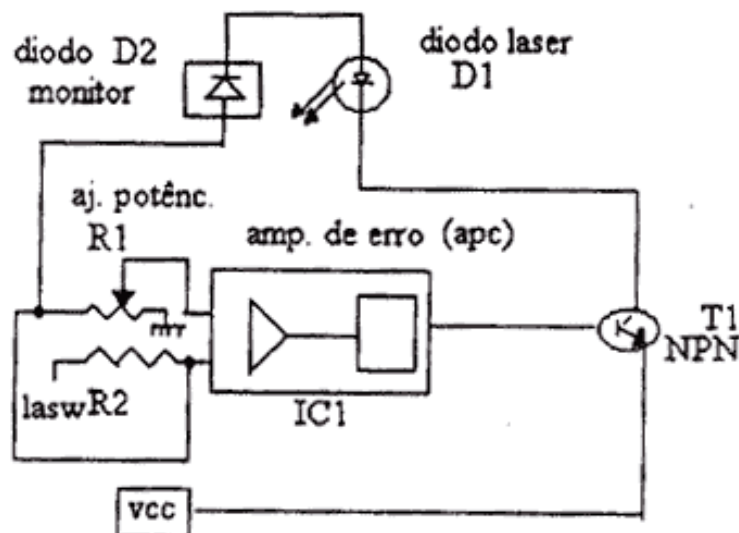 diodo D2
monitor
diodo laser
D1
aj. potênc.
R1
amp. de erro (apc)
T1
NPN
lasw R2
IC1
vcc